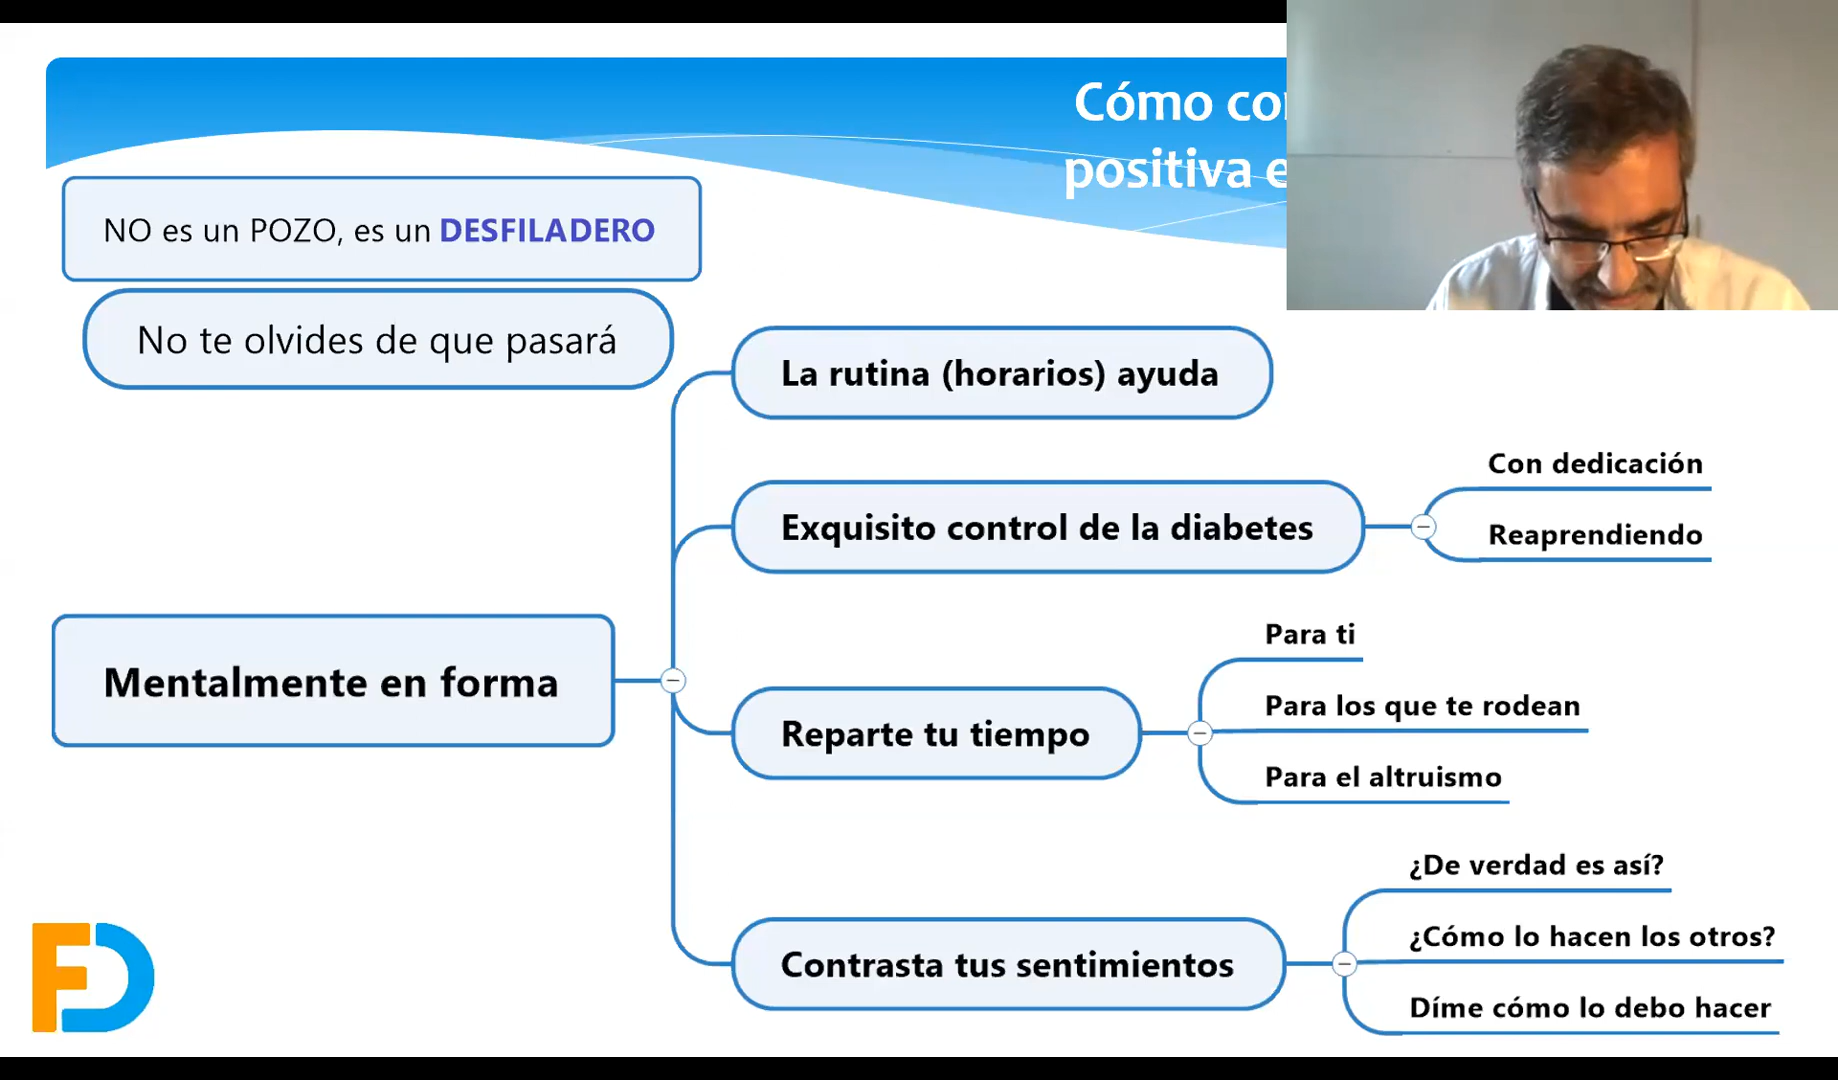 Cómo
positiva
NO es un POZO, es un DESFILADERO
No te olvides de que pasará
La rutina (horarios) ayuda
Con dedicación
Exquisito control de la diabetes
Reaprendiendo
Para ti
Mentalmente en forma
Para los que te rodean
Reparte tu tiempo
Para el altruismo
¿De verdad es así?
¿Cómo lo hacen los otros?
Contrasta tus sentimientos
Díme cómo lo debo hacer
FD